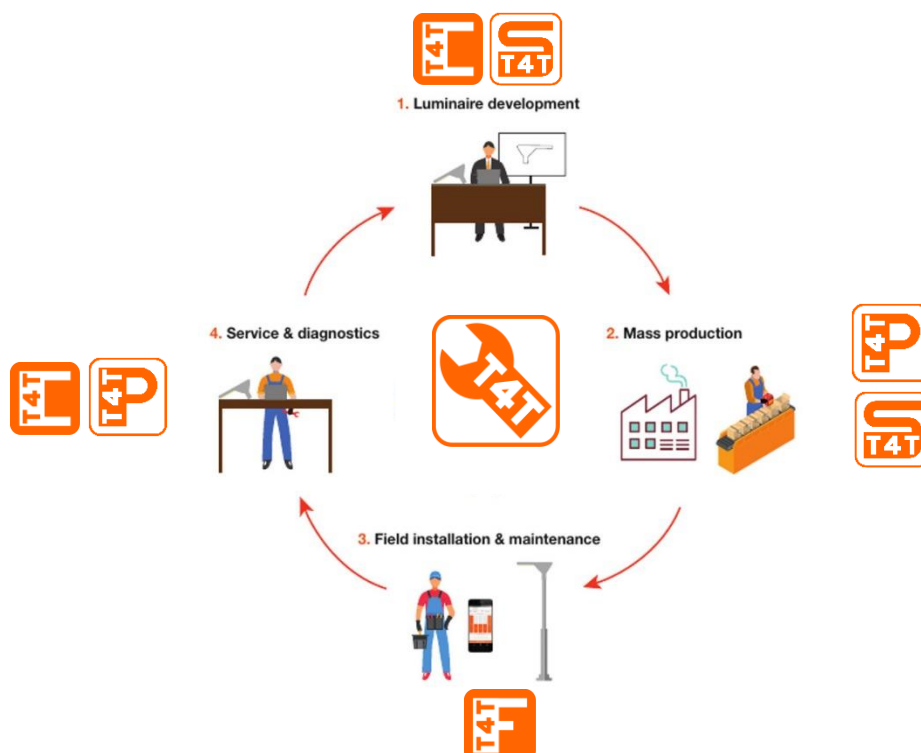 T4T
S
T4T
1. Luminaire development
4. Service & diagnostics
2. Mass production
T4T
T4T P
T4T
T4T P
S
T4T
3. Field installation & maintenance
T4T F